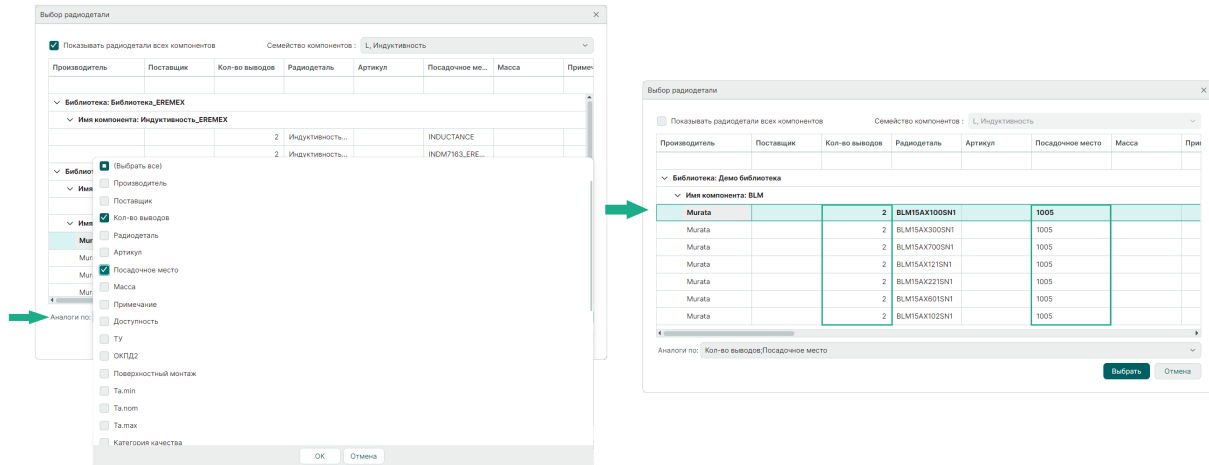 Выбор радиодетали
Показывать радиодетали всех компонентов Семейство компонентов : L, Индуктивность
Производитель Поставщик Кол-во выводов Радиодеталь Артикул Посадочное ме... Масса Примеч
Библиотека: Библиотека_EREMEX
Имя компонента: Индуктивность_EREMEX
2 Индуктивность... INDUCTANCE
2 Индуктивность... INDM7163_ERE...
Библиот
Имя
Имя
Mur
Mur
Mur
Mur
Аналоги по:
(Выбрать все)
Производитель
Поставщик
Кол-во выводов
Радиодеталь
Артикул
Посадочное место
Масса
Примечание
Доступность
ТУ
ОКПД2
Поверхностный монтаж
Ta.min
Ta.nom
Ta.max
Категория качества
ОК Отмена
Выбор радиодетали
Показывать радиодетали всех компонентов Семейство компонентов : L, Индуктивность
Производитель Поставщик Кол-во выводов Радиодеталь Артикул Посадочное место Масса При
Библиотека: Демо библиотека
Имя компонента: BLM
Murata 2 BLM15AX100SN1 1005
Murata 2 BLM15AX300SN1 1005
Murata 2 BLM15AX700SN1 1005
Murata 2 BLM15AX121SN1 1005
Murata 2 BLM15AX221SN1 1005
Murata 2 BLM15AX601SN1 1005
Murata 2 BLM15AX102SN1 1005
Аналоги по: Кол-во выводов;Посадочное место
Выбрать Отмена